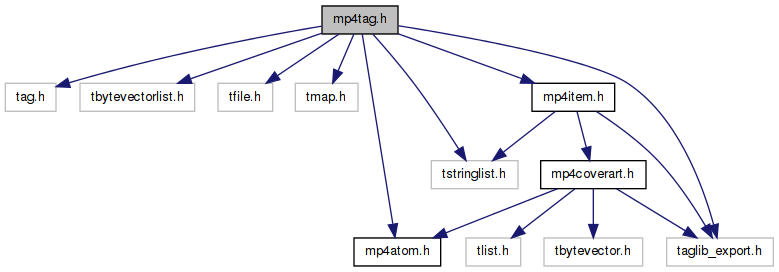 mp4tag.h
tag.h
tbytevectorlist.h
tfile.h
tmap.h
mp4item.h
tstringlist.h
mp4coverart.h
mp4atom.h
tlist.h
tbytevector.h
taglib_export.h